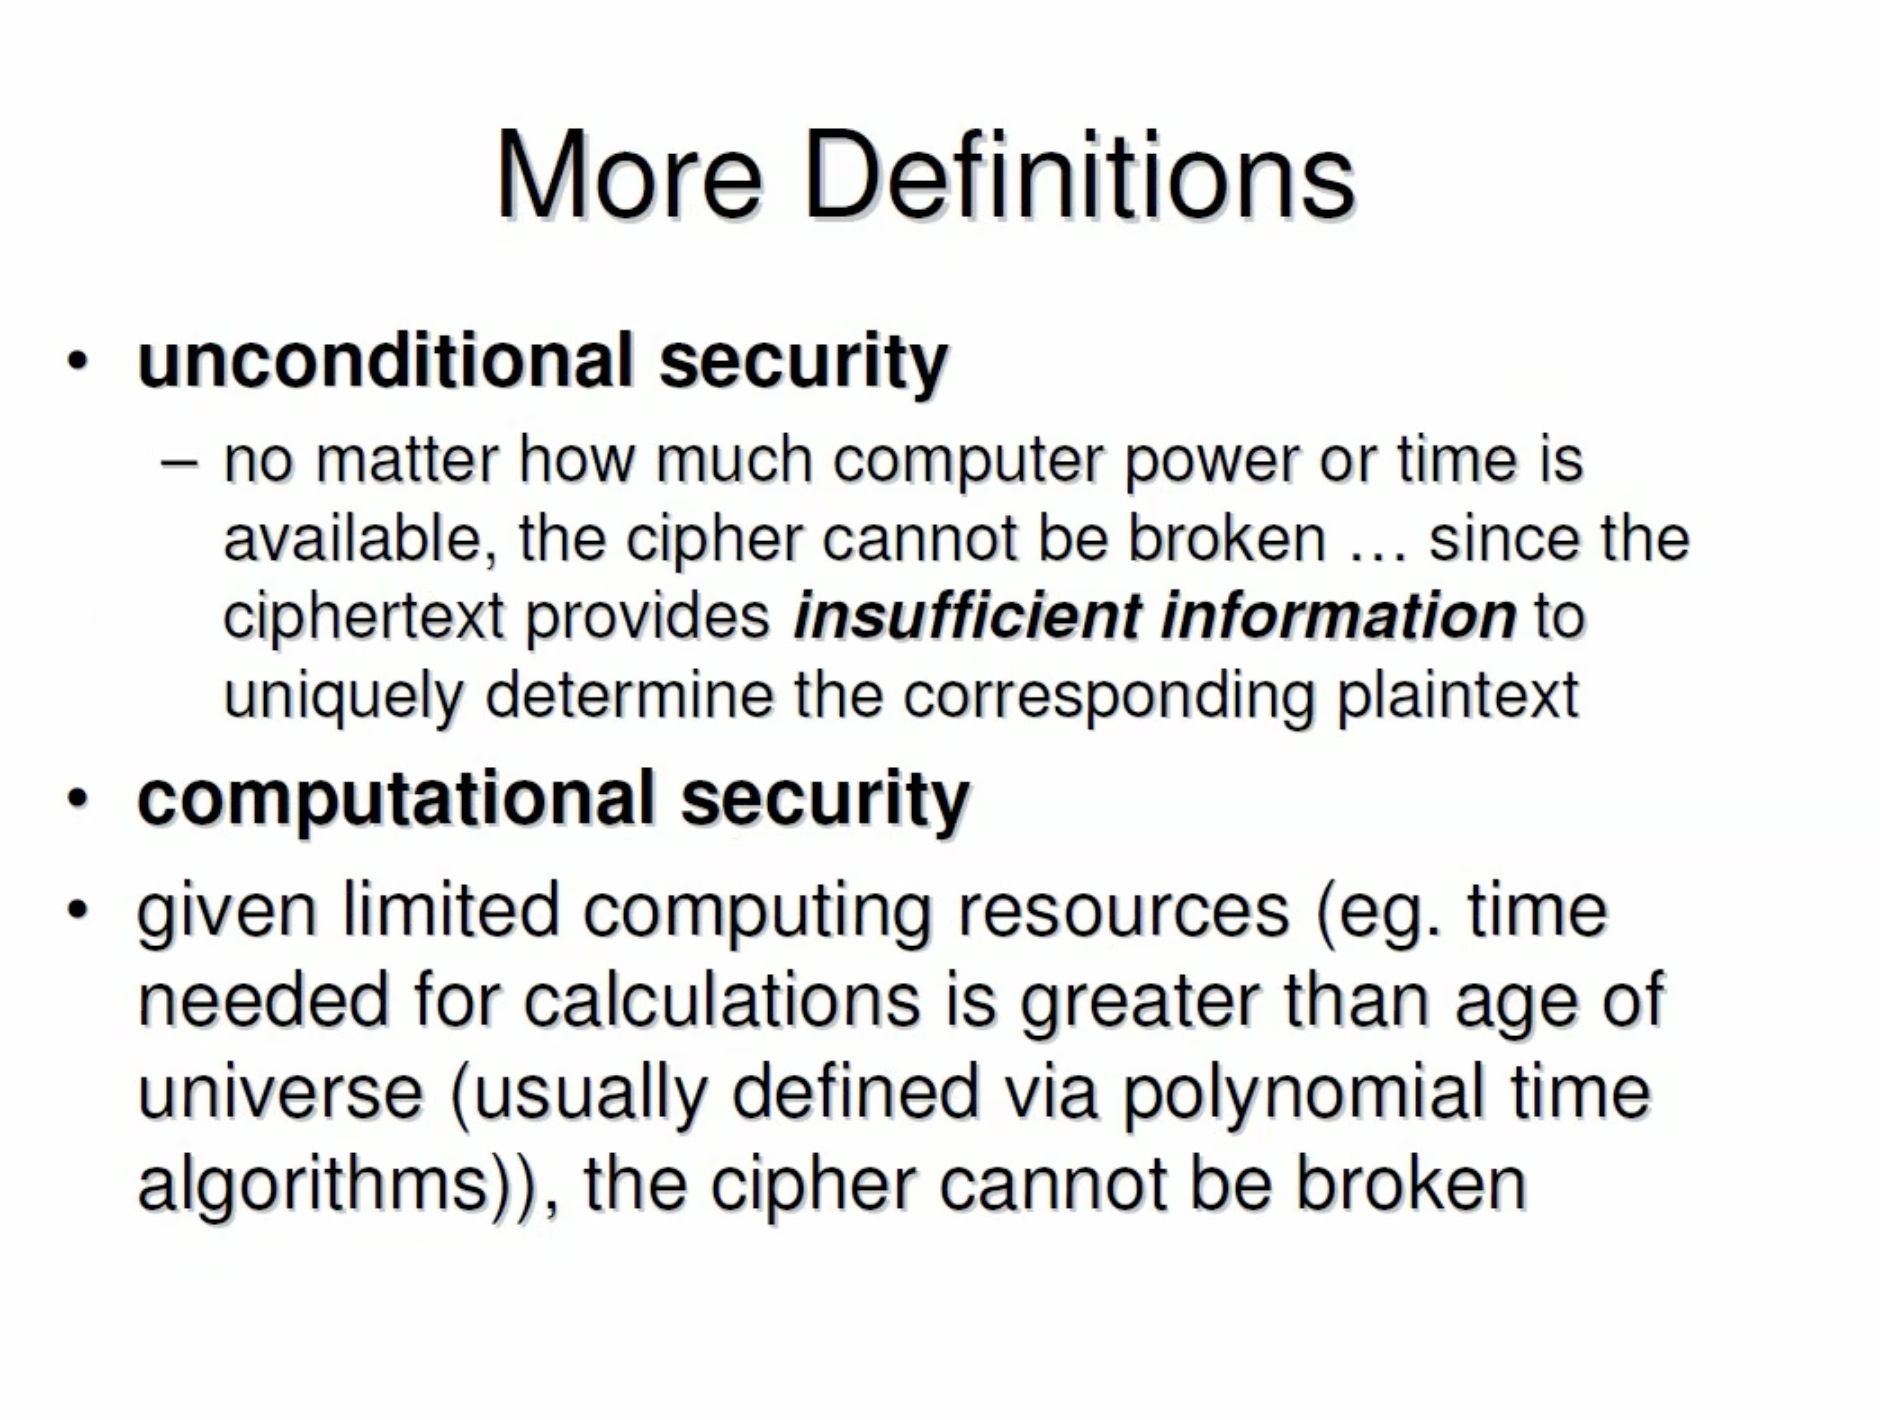 More Definitions
• unconditional security
– no matter how much computer power or time is
available, the cipher cannot be broken … since the
ciphertext provides insufficient information to
uniquely determine the corresponding plaintext
• computational security
• given limited computing resources (eg. time
needed for calculations is greater than age of
universe (usually defined via polynomial time
algorithms)), the cipher cannot be broken